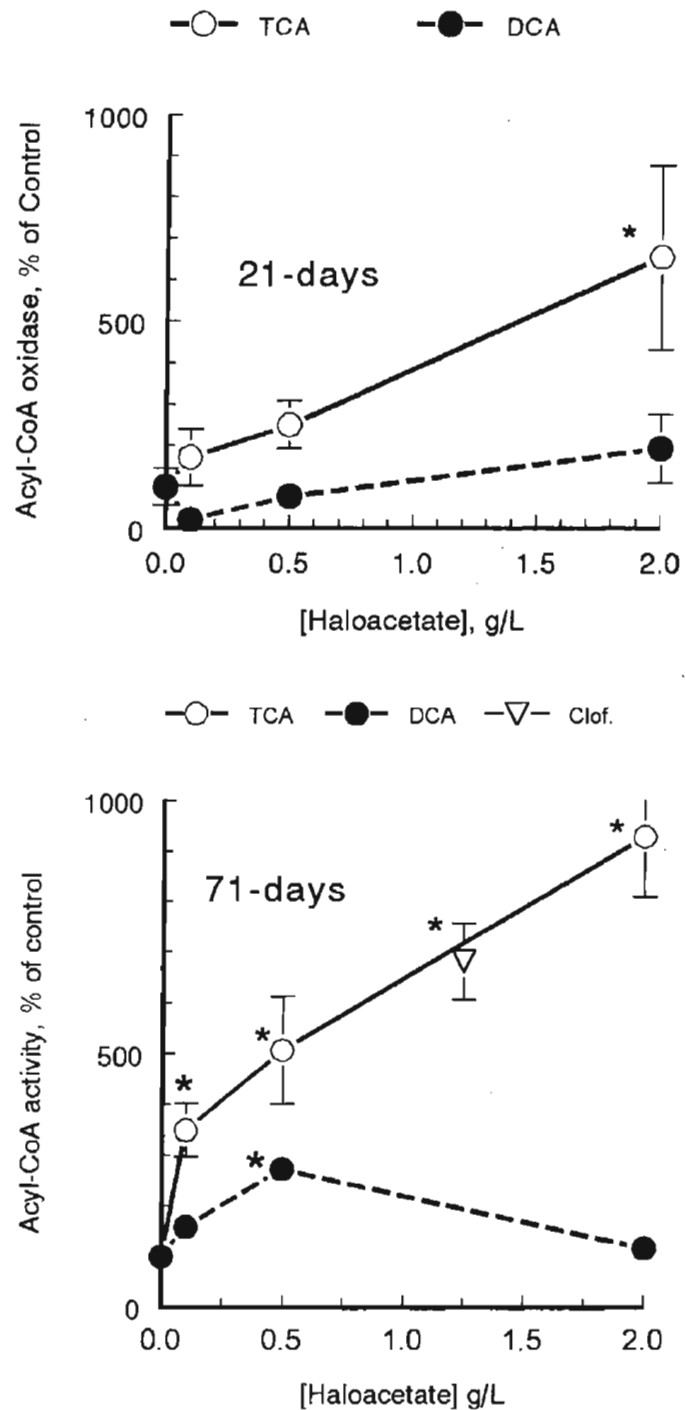 TCA DCA
Acyl-CoA oxidase, % of Control
1000
500
0
21-days
*
0.0 0.5 1.0 1.5 2.0
[Haloacetate], g/L
TCA DCA Clof.
Acyl-CoA activity, % of control
1000
500
0
71-days
*
*
*
*
*
0.0 0.5 1.0 1.5 2.0
[Haloacetate] g/L